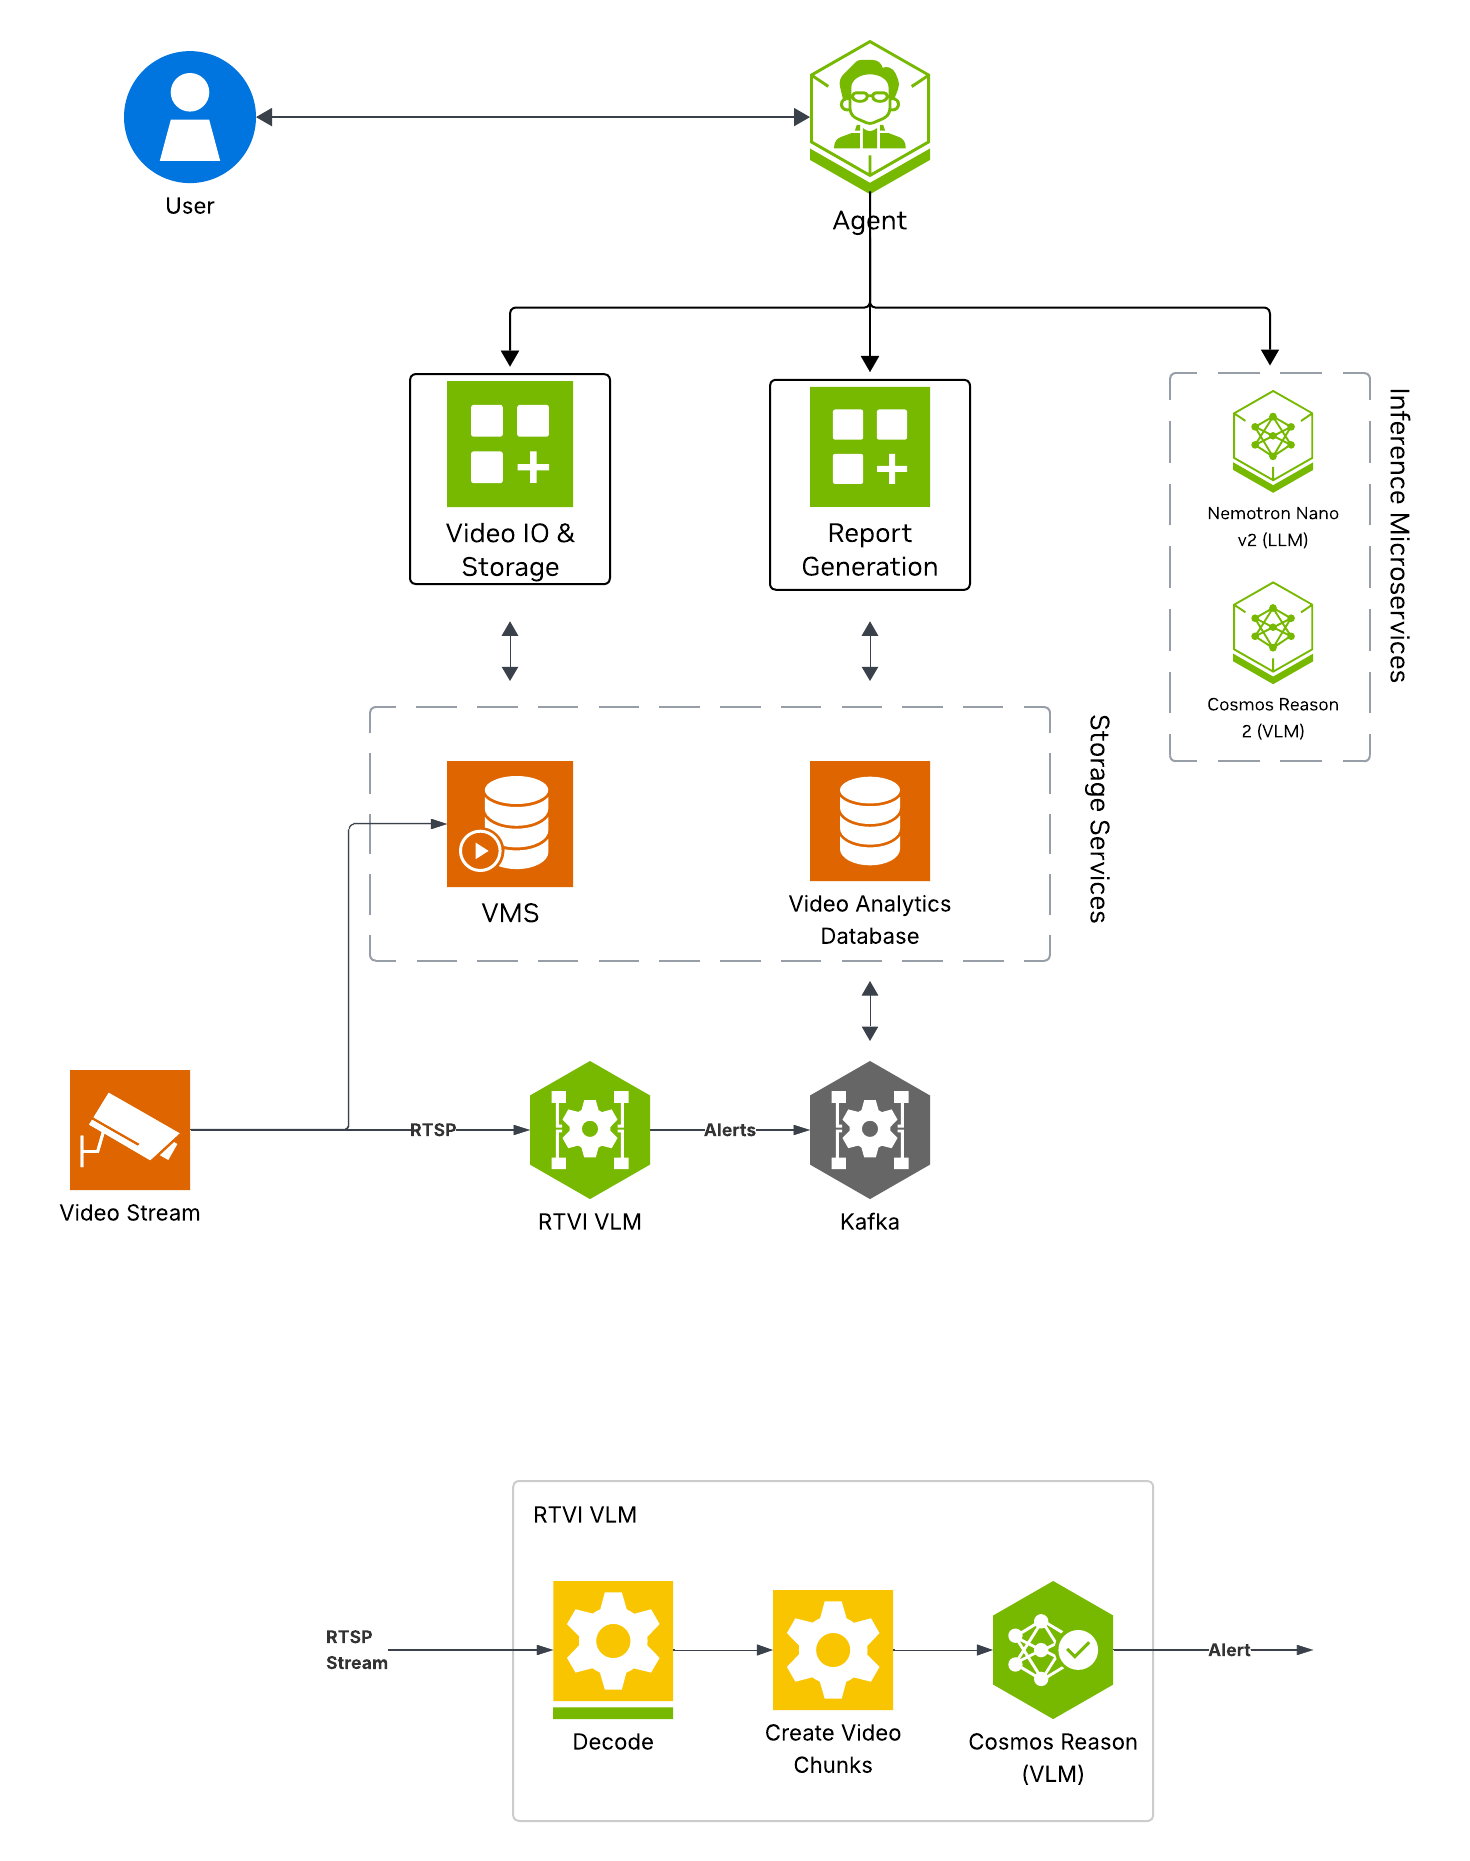 User
Agent
Video IO &
Storage
Report
Generation
Inference Microservices
Nemotron Nano
v2 (LLM)
Cosmos Reason
2 (VLM)
Storage Services
VMS
Video Analytics
Database
Video Stream
RTSP
RTVI VLM
Alerts
Kafka
RTVI VLM
RTSP
Stream
Decode
Create Video
Chunks
Cosmos Reason
(VLM)
Alert